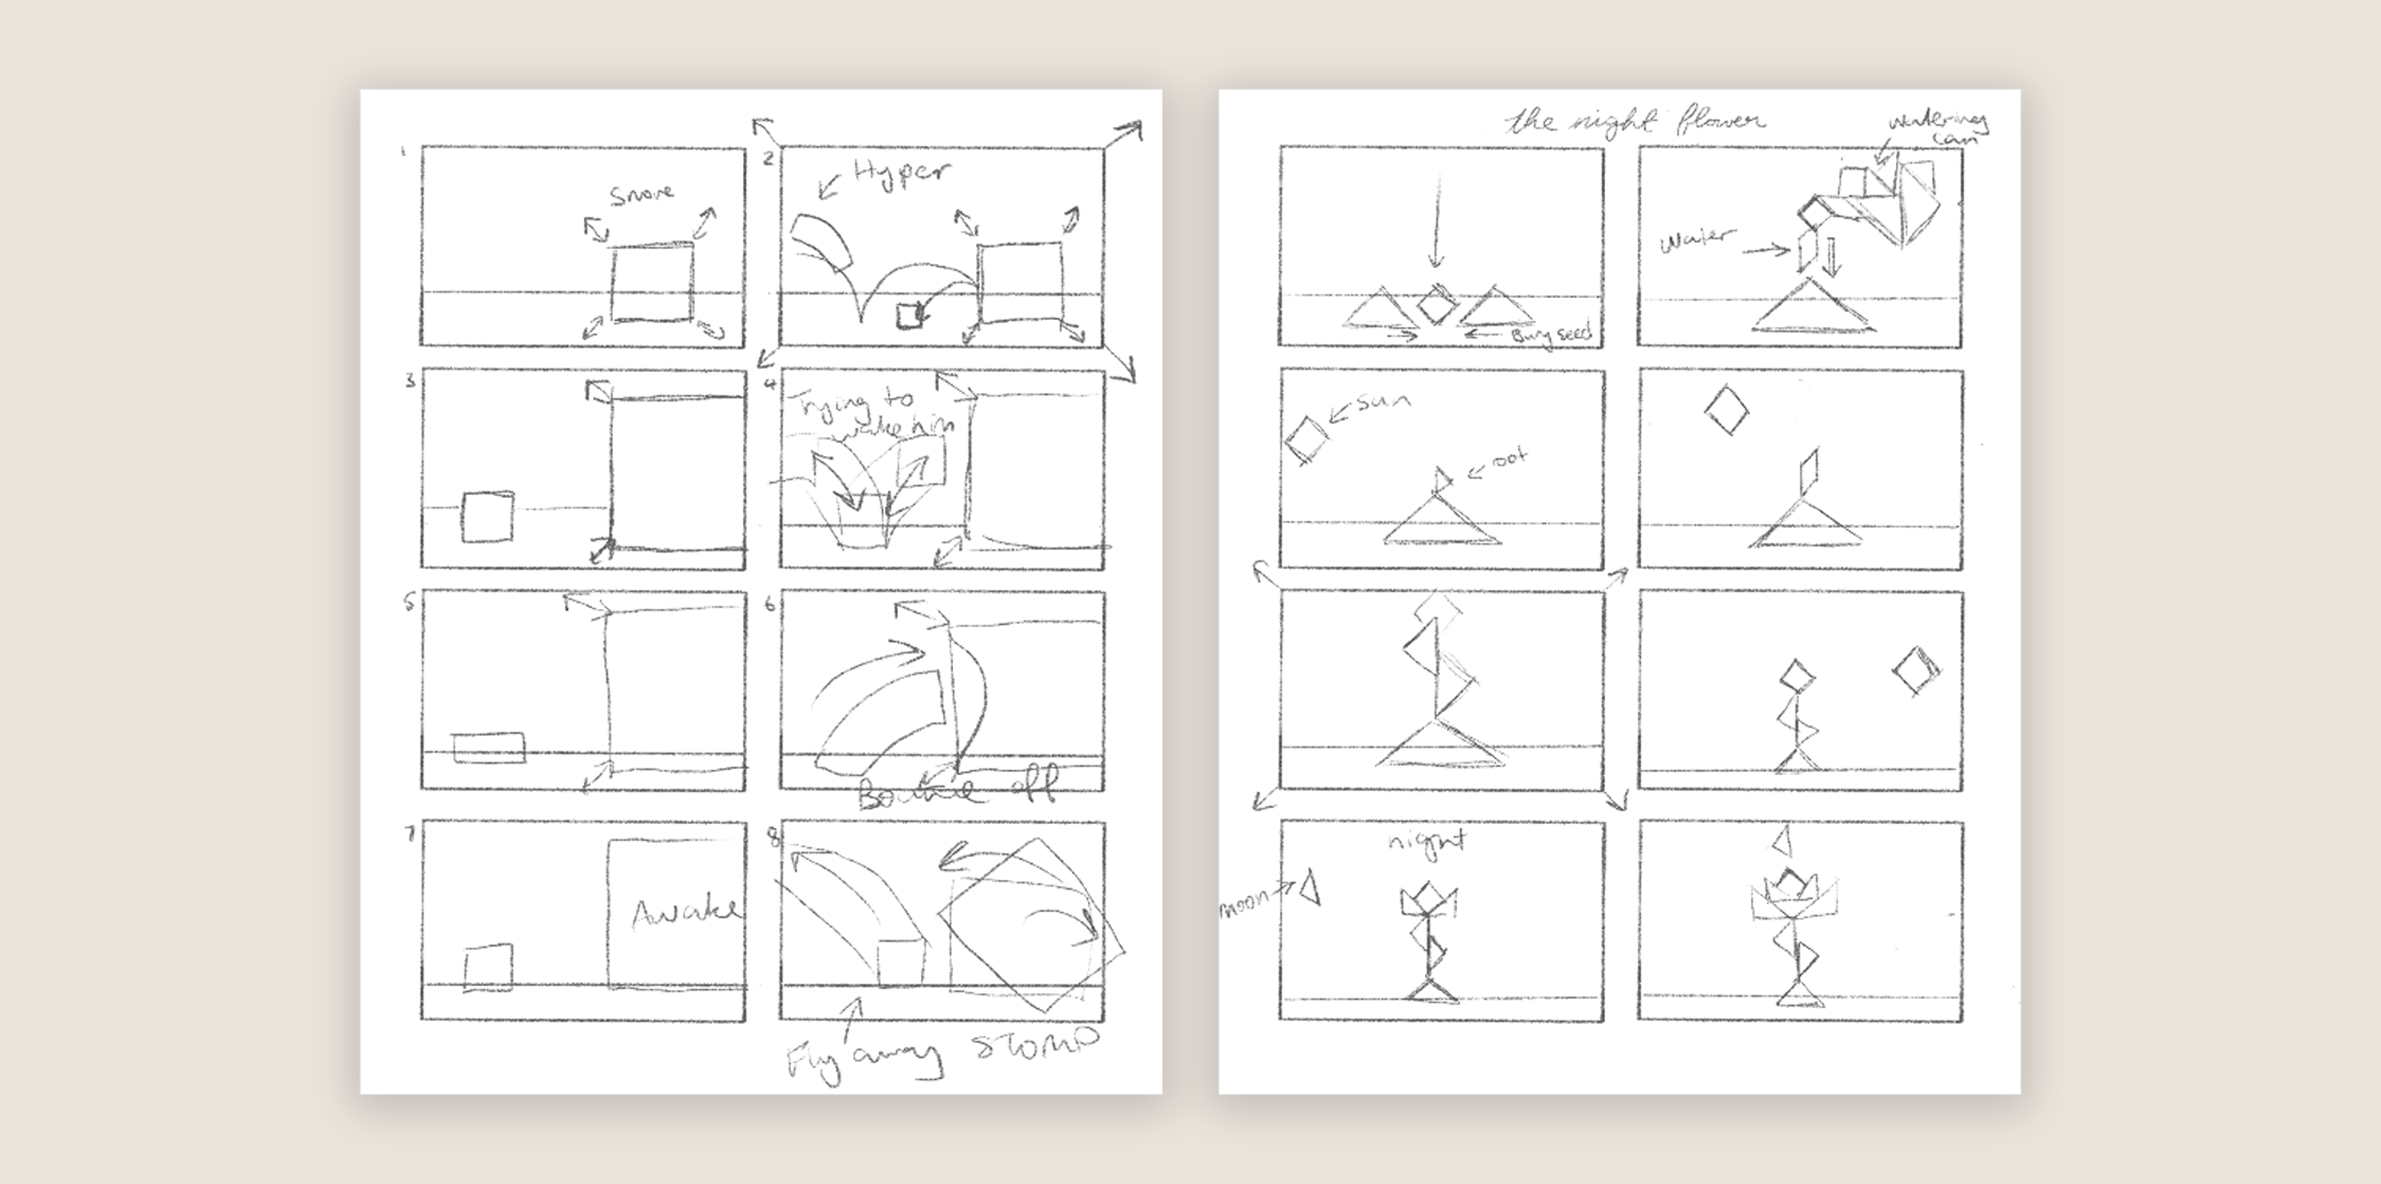 1
Snore
2
Hyper
3
4
Trying to
wake him
5
6
Bounce off
7
Awake
8
Fly away STOMP
the night flower
watering
can
Bury seed
Water
sun
root
night
moon